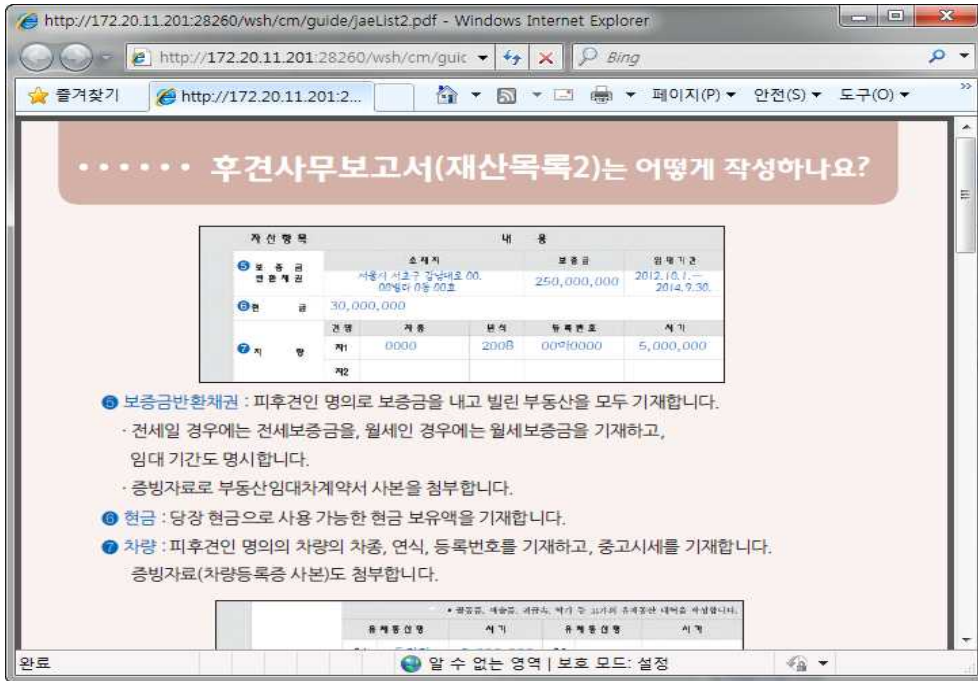 http://172.20.11.201:28260/wsh/cm/guide/jaeList2.pdf - Windows Internet Explorer
http://172.20.11.201:28260/wsh/cm/guic
Bing
즐겨찾기
http://172.20.11.201:2...
페이지(P)
안전(S)
도구(O)
후견사무보고서(재산목록2)는 어떻게 작성하나요?
자산항목 내 용
❺ 보증금반환채권 소재지 보증금 임대기간
서울시 서초구 강남대로 00. 250,000,000 2012.10.1.—
00빌라 0동 00호 2014.9.30.
❻ 현 금 30,000,000
❼ 차 량 차종 등록번호 시가
차1 0000 2008 5,000,000
차2
❺ 보증금반환채권 : 피후견인 명의로 보증금을 내고 빌린 부동산을 모두 기재합니다.
· 전세일 경우에는 전세보증금을, 월세인 경우에는 월세보증금을 기재하고,
임대 기간도 명시합니다.
· 증빙자료로 부동산임대차계약서 사본을 첨부합니다.
❻ 현금 : 당장 현금으로 사용 가능한 현금 보유액을 기재합니다.
❼ 차량 : 피후견인 명의의 차량의 차종, 연식, 등록번호를 기재하고, 중고시세를 기재합니다.
증빙자료(차량등록증 사본)도 첨부합니다.
유체동산명 시가 유체동산명 시가
완료
알 수 없는 영역 | 보호 모드: 설정